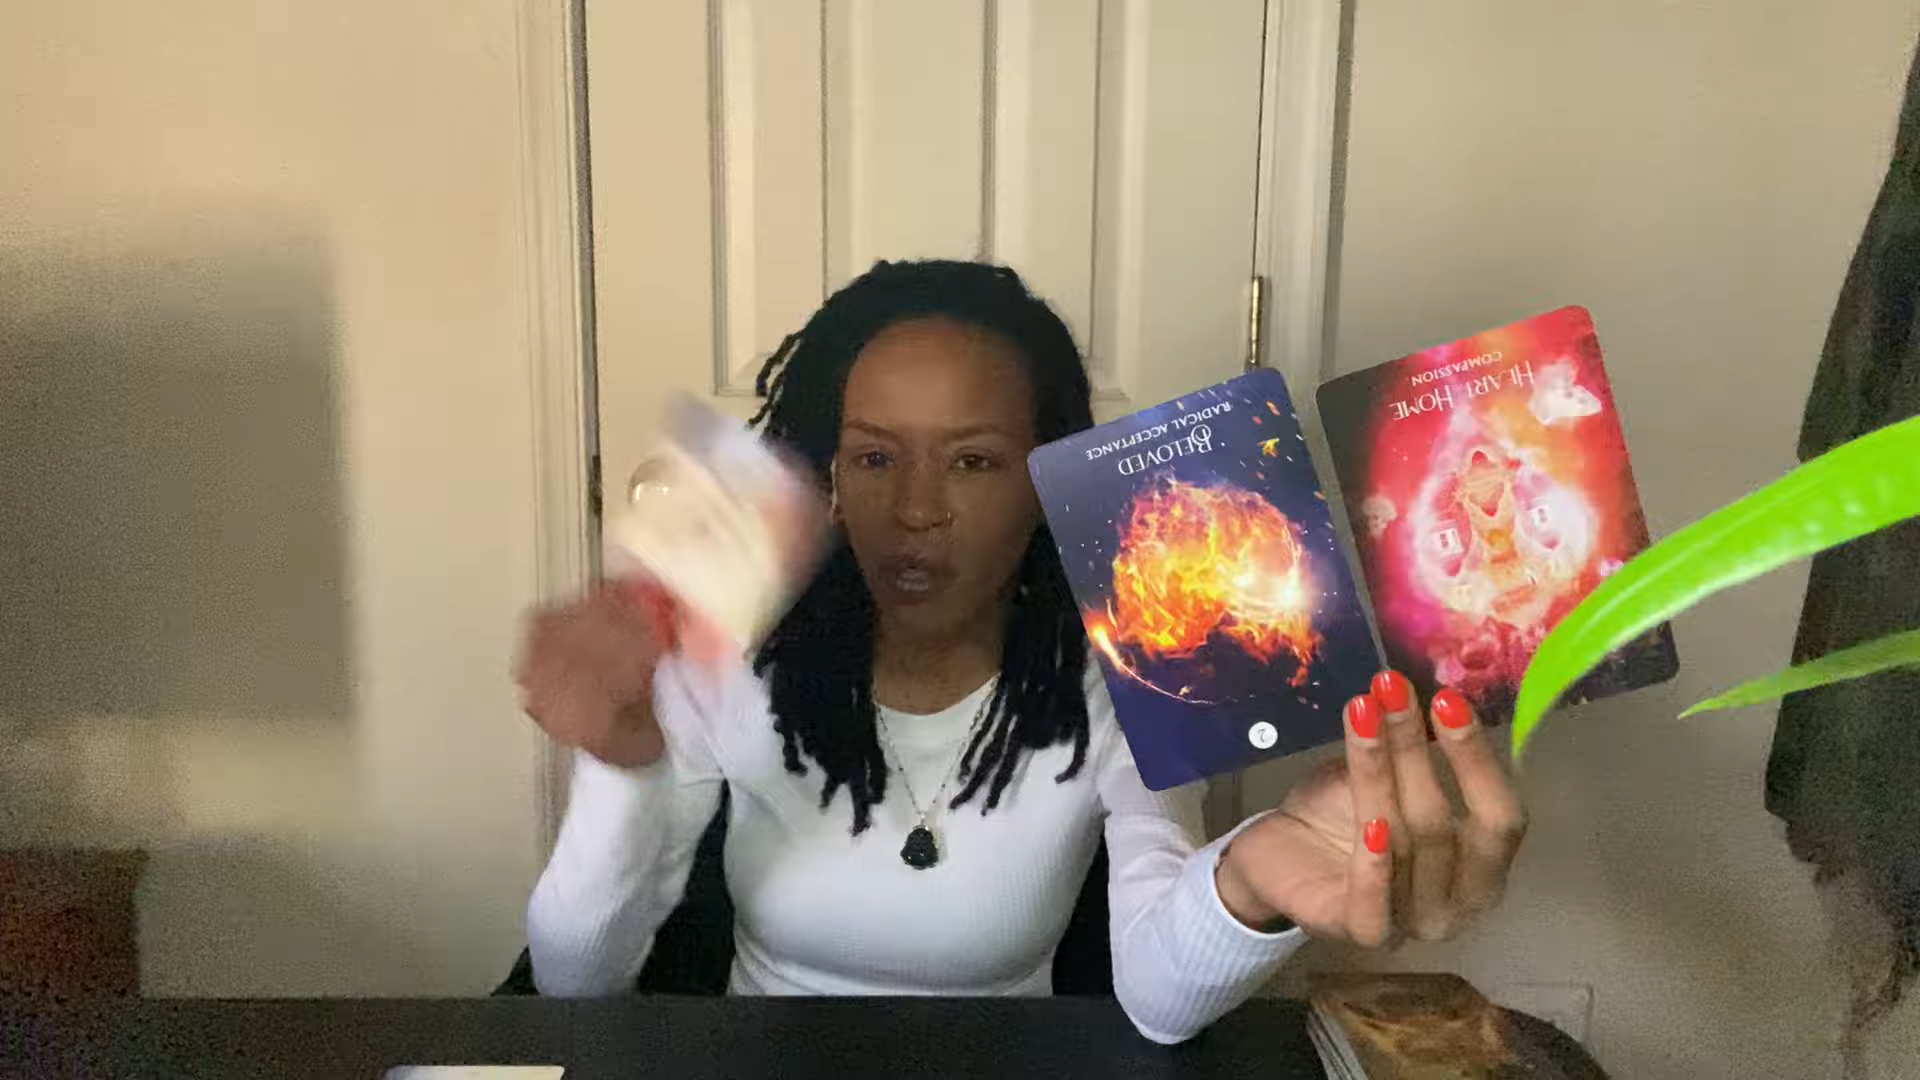 BELOVED
RADICAL ACCEPTANCE
2
HEART HOME
COMPASSION